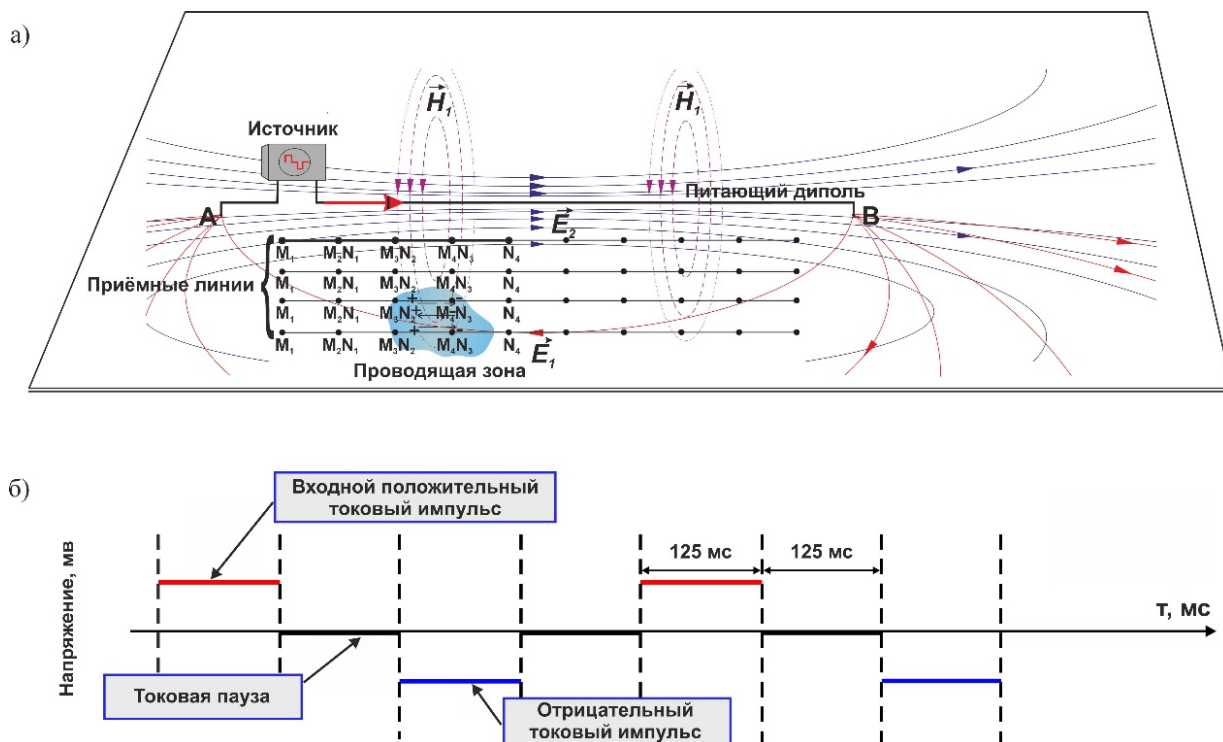 а)
H₁
H₁
Источник
Питающий диполь
A
B
E₂
M₁ M₂N₁ M₃N₂ M₄N₃ N₄
Приёмные линии
M₁ M₂N₁ M₃N₂ M₄N₃ N₄
+ -
M₁ M₂N₁ M₃N₂ M₄N₃ N₄
+ -
M₁ M₂N₁ M₃N₂ M₄N₃ N₄
E₁
Проводящая зона
б)
Входной положительный
токовый импульс
Напряжение, мв
125 мс 125 мс
т, мс
Токовая пауза
Отрицательный
токовый импульс